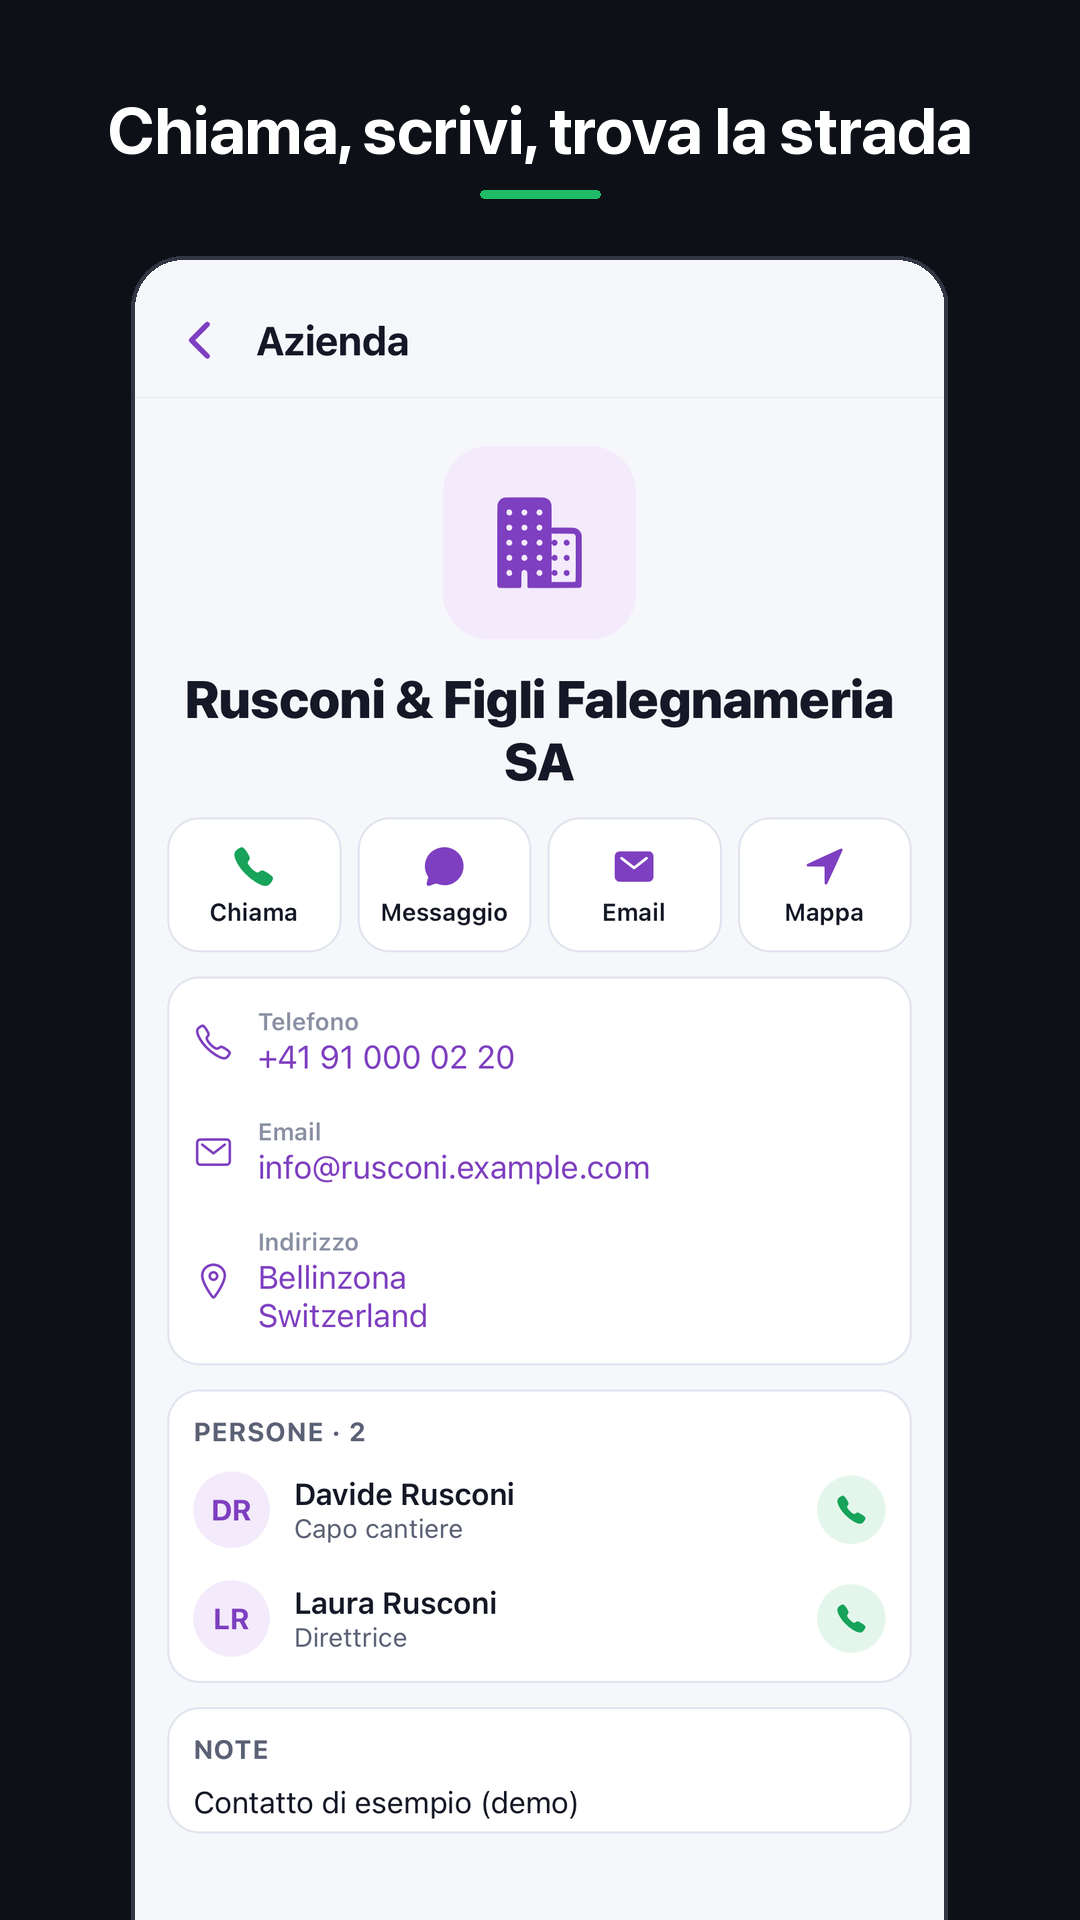 Chiama, scrivi, trova la strada
Azienda
Rusconi & Figli Falegnameria
SA
Chiama
Messaggio
Email
Mappa
Telefono
+41 91 000 02 20
Email
info@rusconi.example.com
Indirizzo
Bellinzona
Switzerland
PERSONE · 2
DR
Davide Rusconi
Capo cantiere
LR
Laura Rusconi
Direttrice
NOTE
Contatto di esempio (demo)